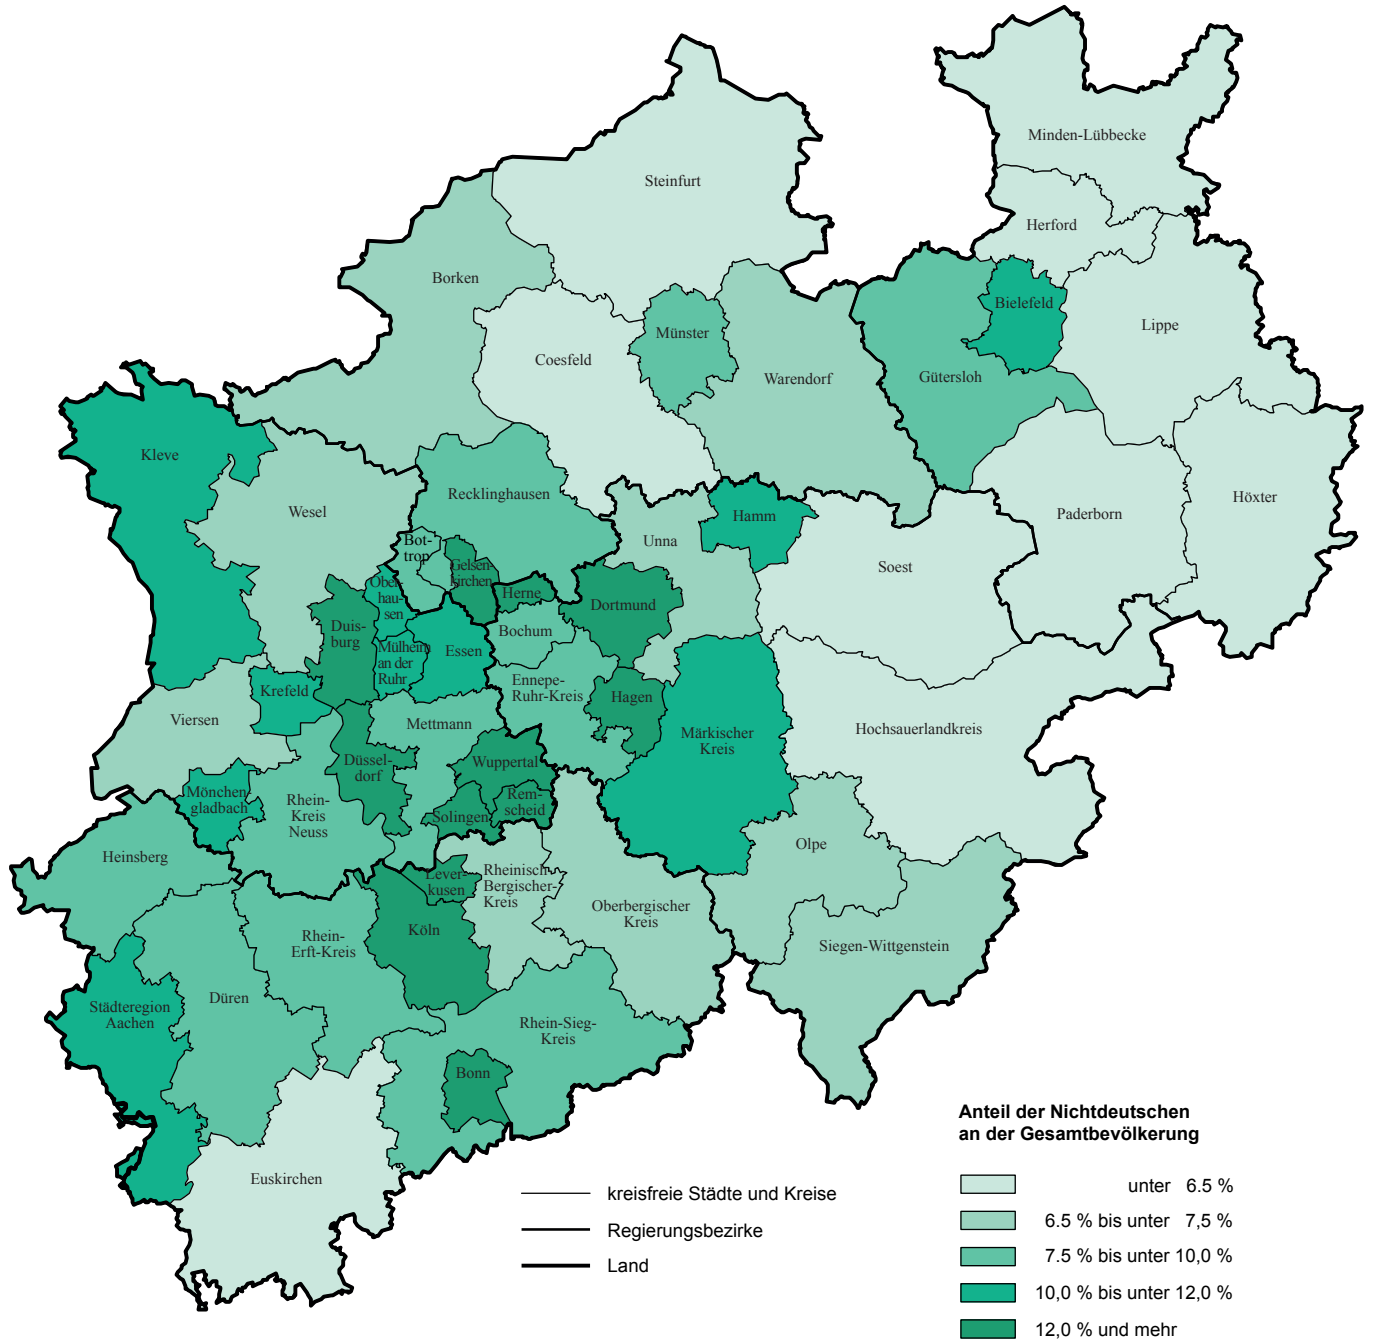 Minden-Lübbecke
Steinfurt
Herford
Borken
Bielefeld
Lippe
Münster
Coesfeld
Warendorf
Gütersloh
Kleve
Recklinghausen
Höxter
Wesel
Hamm
Paderborn
Unna
Bot-
trop
Soest
Gelsen-
kirchen
Ober-
hau-
sen
Herne
Dortmund
Duis-
burg
Bochum
Mülheim
an der
Ruhr
Essen
Ennepe-
Ruhr-Kreis
Krefeld
Hagen
Viersen
Mettmann
Märkischer
Kreis
Hochsauerlandkreis
Düssel-
dorf
Wuppertal
Mönchen-
gladbach
Rhein-
Kreis
Neuss
Rem-
scheid
Solingen
Olpe
Heinsberg
Lever-
kusen
Rheinisch-
Bergischer-
Kreis
Oberbergischer
Kreis
Köln
Rhein-
Erft-Kreis
Siegen-Wittgenstein
Düren
Städteregion
Aachen
Rhein-Sieg-
Kreis
Bonn
Euskirchen
Anteil der Nichtdeutschen
an der Gesamtbevölkerung
unter 6.5 %
6.5 % bis unter 7,5 %
7.5 % bis unter 10,0 %
10,0 % bis unter 12,0 %
12,0 % und mehr
kreisfreie Städte und Kreise
Regierungsbezirke
Land